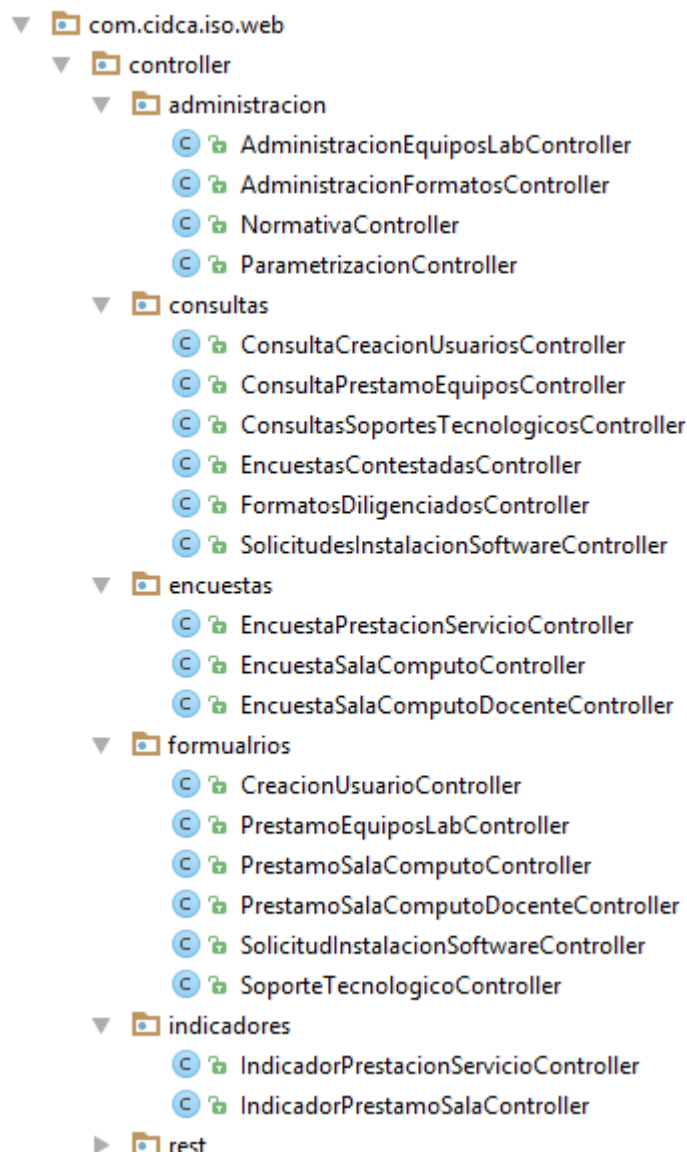 com.cidca.iso.web
controller
administracion
AdministracionEquiposLabController
AdministracionFormatosController
NormativaController
ParametrizacionController
consultas
ConsultaCreacionUsuariosController
ConsultaPrestamoEquiposController
ConsultasSoportesTecnologicosController
EncuestasContestadasController
FormatosDiligenciadosController
SolicitudesInstalacionSoftwareController
encuestas
EncuestaPrestacionServicioController
EncuestaSalaComputoController
EncuestaSalaComputoDocenteController
formualrios
CreacionUsuarioController
PrestamoEquiposLabController
PrestamoSalaComputoController
PrestamoSalaComputoDocenteController
SolicitudInstalacionSoftwareController
SoporteTecnologicoController
indicadores
IndicadorPrestacionServicioController
IndicadorPrestamoSalaController
rest